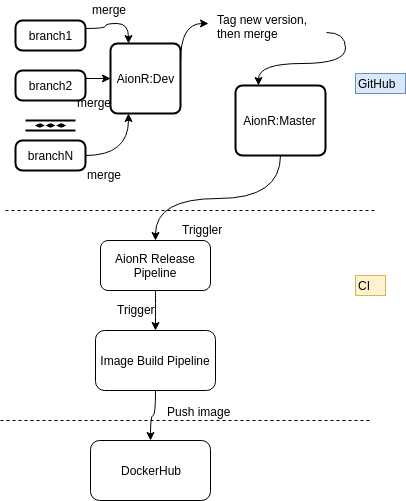 merge
branch1
Tag new version,
then merge
branch2
AionR:Dev
GitHub
merge
AionR:Master
branchN
merge
Triggler
AionR Release
Pipeline
CI
Trigger
Image Build Pipeline
Push image
DockerHub